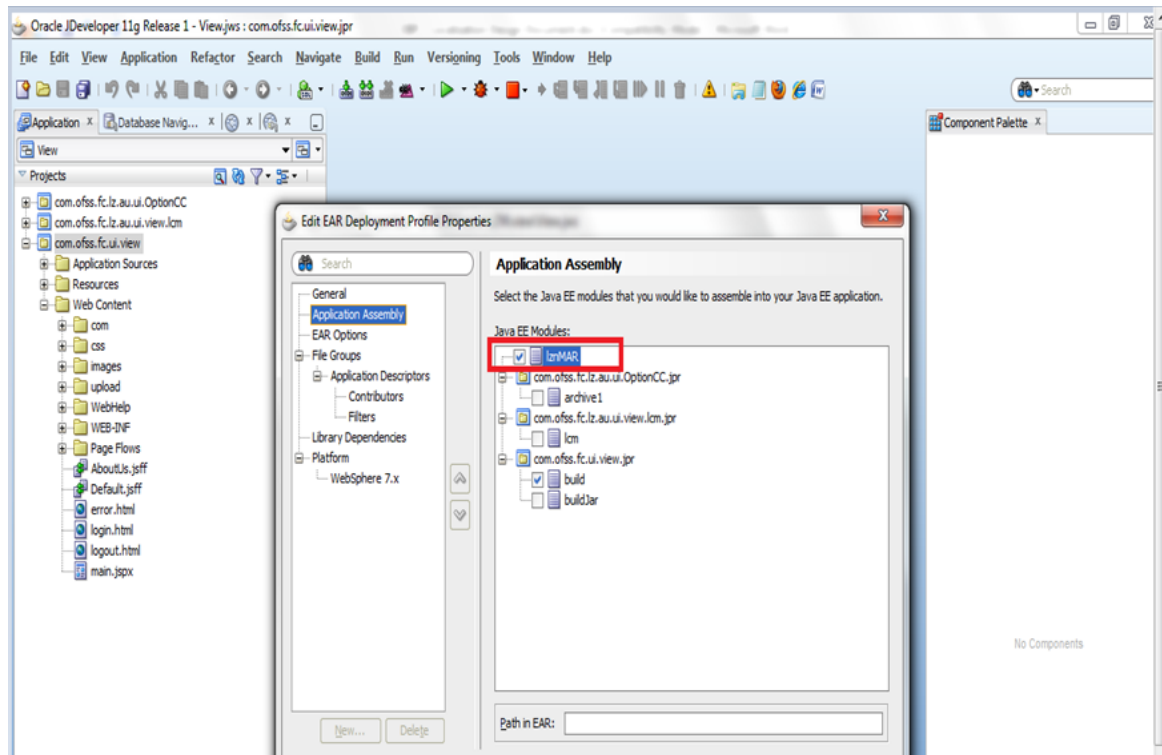 Oracle JDeveloper 11g Release 1 - View.jws : com.ofss.fc.ui.view.jpr
File Edit View Application Refactor Search Navigate Build Run Versioning Tools Window Help
Search
Application x Database Navig... x x x
Component Palette x
View
Projects
com.ofss.fc.lz.au.ui.OptionCC
com.ofss.fc.lz.au.ui.view.lcm
com.ofss.fc.ui.view
Application Sources
Resources
Web Content
com
css
images
upload
WebHelp
WEB-INF
Page Flows
AboutUs.jsff
Default.jsff
error.html
login.html
logout.html
main.jspx
Edit EAR Deployment Profile Properties
X
Search
General
Application Assembly
EAR Options
File Groups
Application Descriptors
Contributors
Filters
Library Dependencies
Platform
WebSphere 7.x
New... Delete
Application Assembly
Select the Java EE modules that you would like to assemble into your Java EE application.
Java EE Modules:
lznMAR
com.ofss.fc.lz.au.ui.OptionCC.jpr
archive1
com.ofss.fc.lz.au.ui.view.lcm.jpr
lcm
com.ofss.fc.ui.view.jpr
build
buildJar
Path in EAR:
No Components